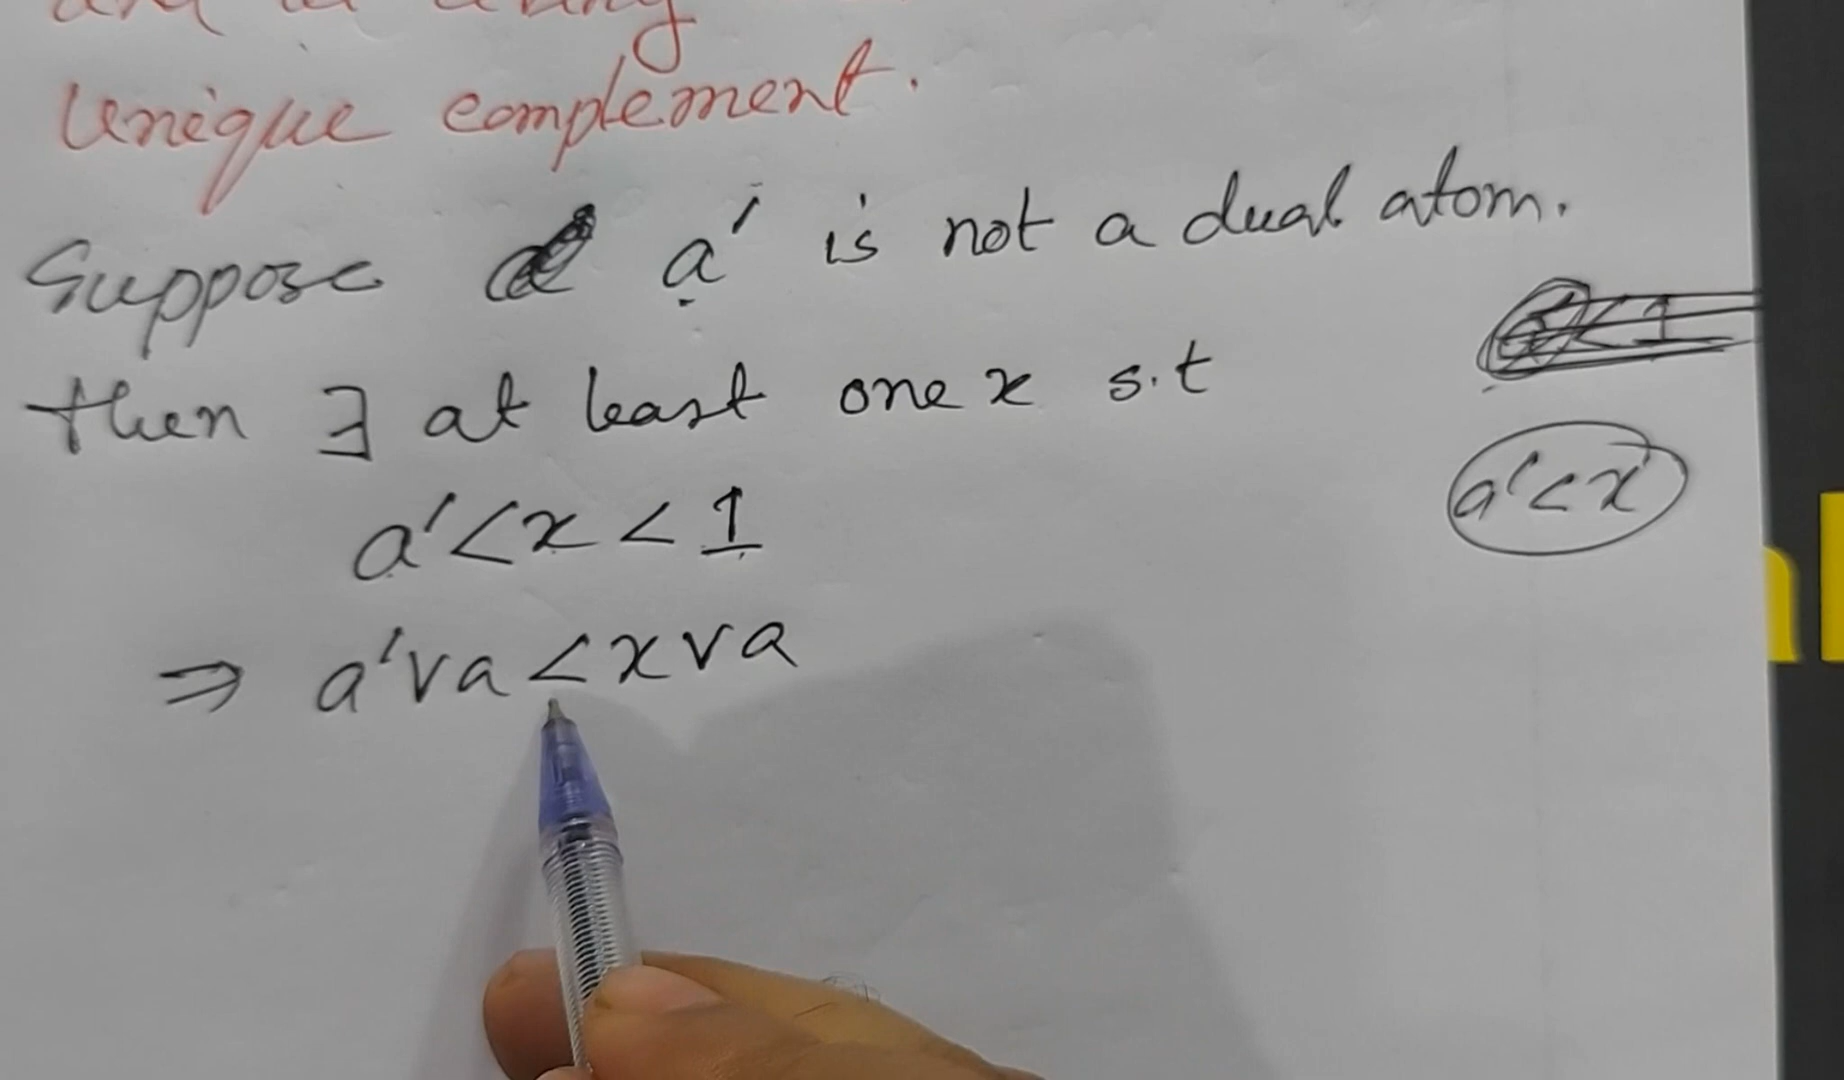 unique complement.
Suppose a' is not a dual atom.
then ∃ at least one x s.t
a' < x < 1
a' < x
⇒ a' ∨ a < x ∨ a